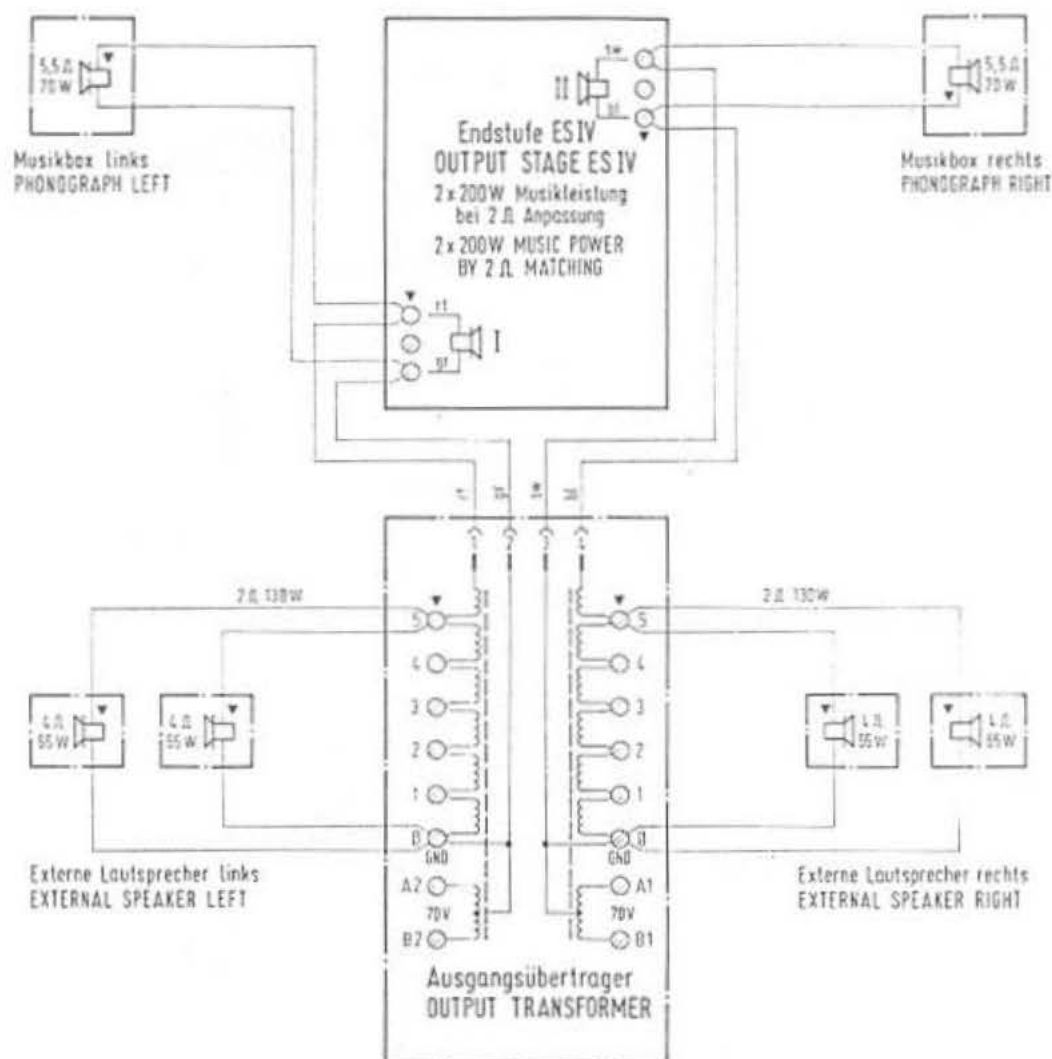 5,5 Ω
70 W
Musikbox links
PHONOGRAPH LEFT
II
sw
bl
Endstufe ES IV
OUTPUT STAGE ES IV
2 x 200 W Musikleistung
bei 2 Ω Anpassung
2 x 200 W MUSIC POWER
BY 2 Ω MATCHING
rt
gr
I
5,5 Ω
70 W
Musikbox rechts
PHONOGRAPH RIGHT
rt
gr
sw
bl
2 Ω 130W
4 Ω
55 W
4 Ω
55 W
Externe Lautsprecher links
EXTERNAL SPEAKER LEFT
5
4
3
2
1
0
GND
A2
70V
B2
5
4
3
2
1
0
GND
A1
70V
B1
Ausgangsübertrager
OUTPUT TRANSFORMER
2 Ω 130W
4 Ω
55 W
4 Ω
55 W
Externe Lautsprecher rechts
EXTERNAL SPEAKER RIGHT